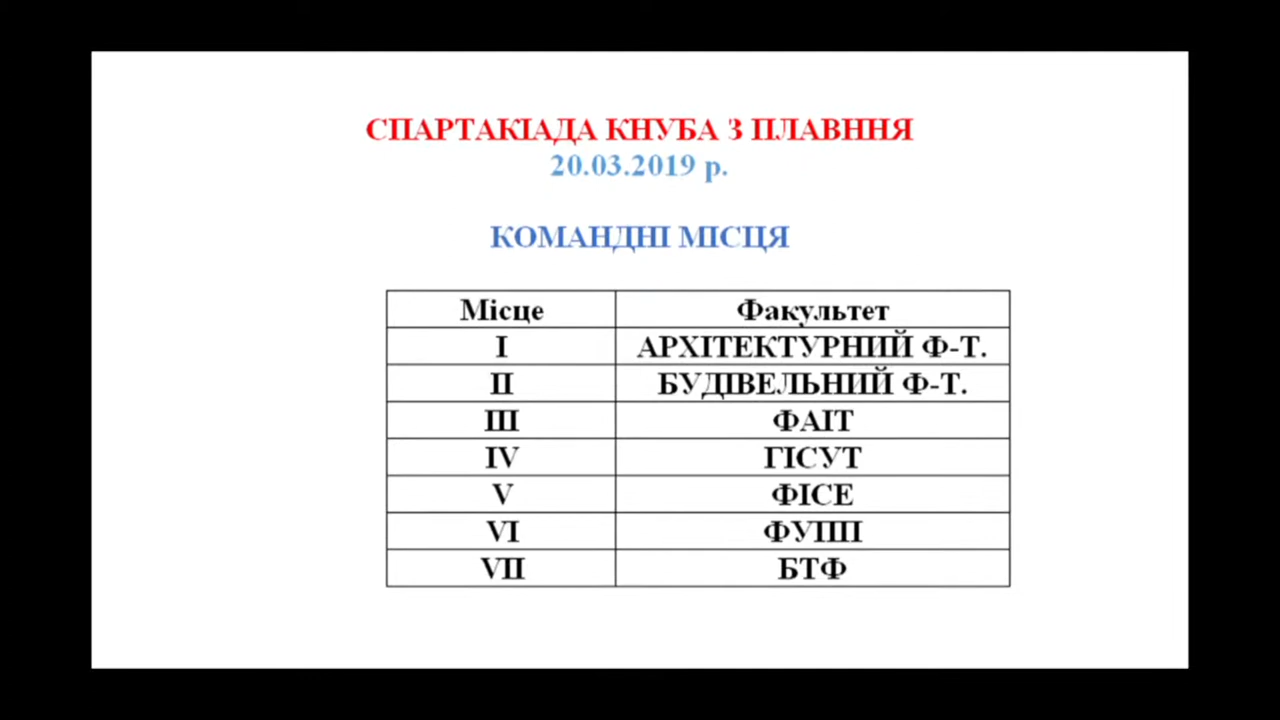 СПАРТАКІАДА КНУБА З ПЛАВННЯ
20.03.2019 р.
КОМАНДНІ МІСЦЯ
Місце Факультет
I АРХІТЕКТУРНИЙ Ф-Т.
II БУДІВЕЛЬНИЙ Ф-Т.
III ФАІТ
IV ГІСУТ
V ФІСЕ
VI ФУПП
VII БТФ